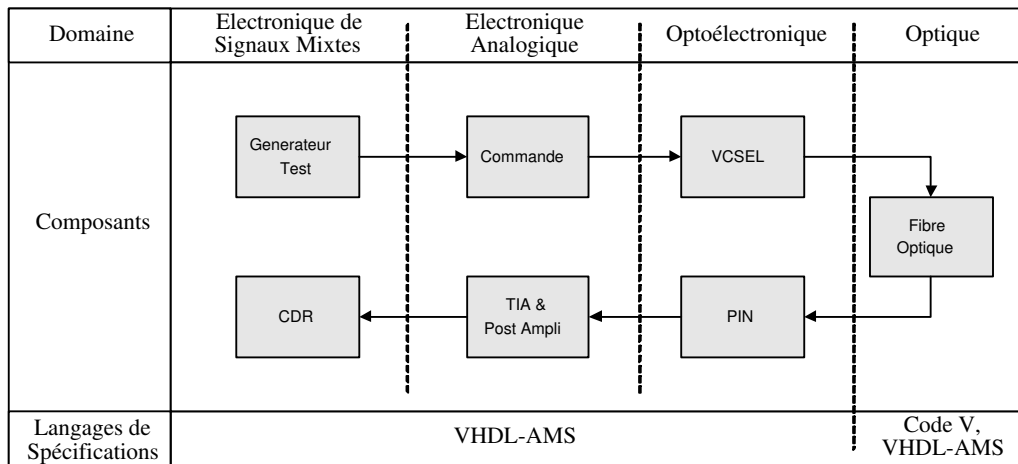 Domaine
Electronique de
Signaux Mixtes
Electronique
Analogique
Optoélectronique
Optique
Composants
Generateur
Test
Commande
VCSEL
Fibre
Optique
CDR
TIA &
Post Ampli
PIN
Langages de
Spécifications
VHDL-AMS
Code V,
VHDL-AMS